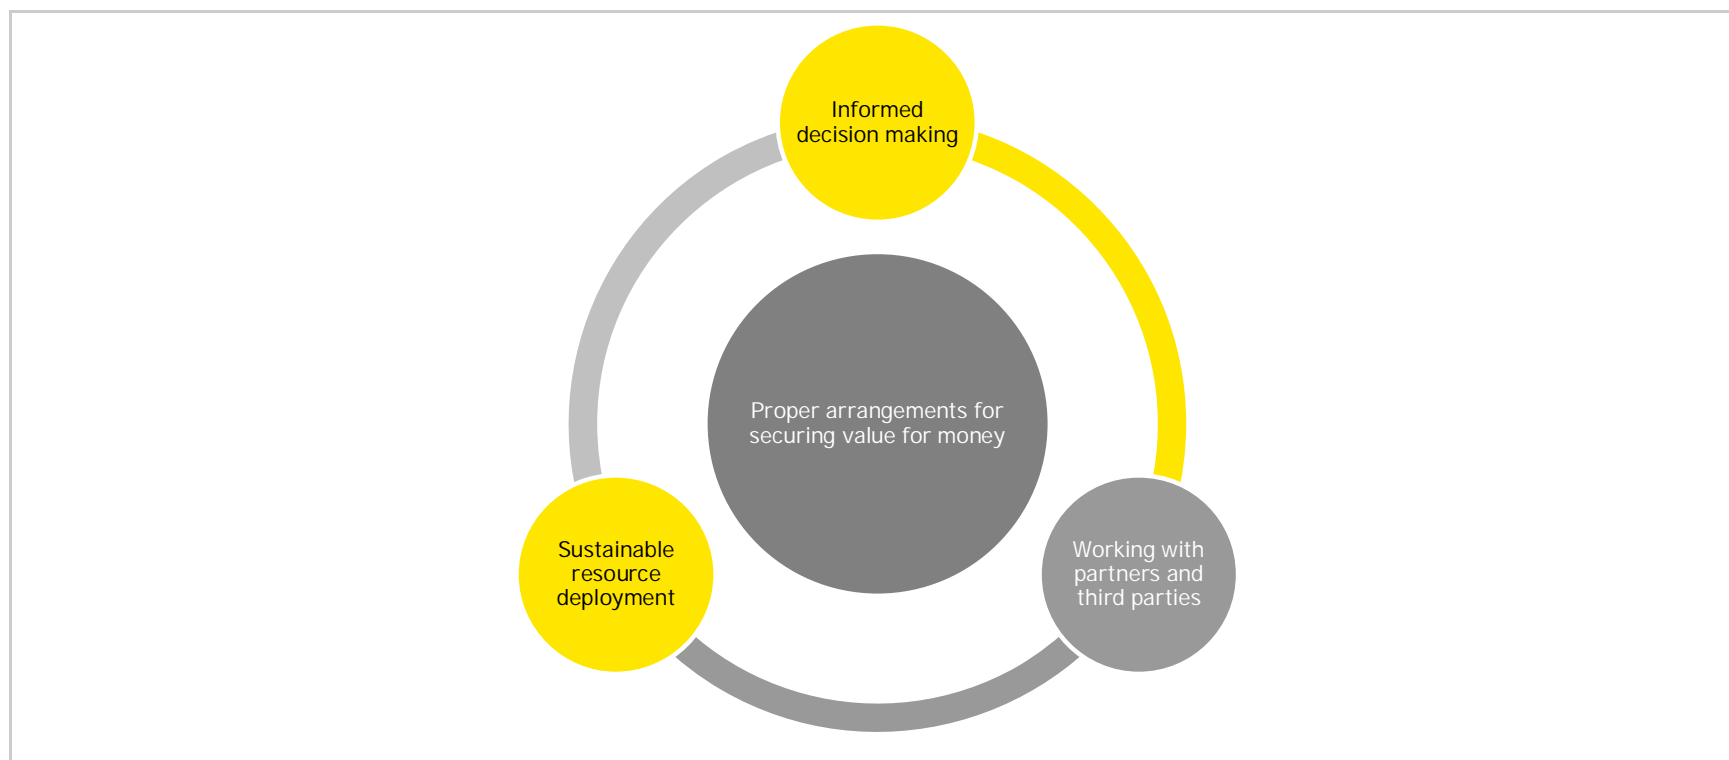 Informed
decision making
Proper arrangements for
securing value for money
Sustainable
resource
deployment
Working with
partners and
third parties